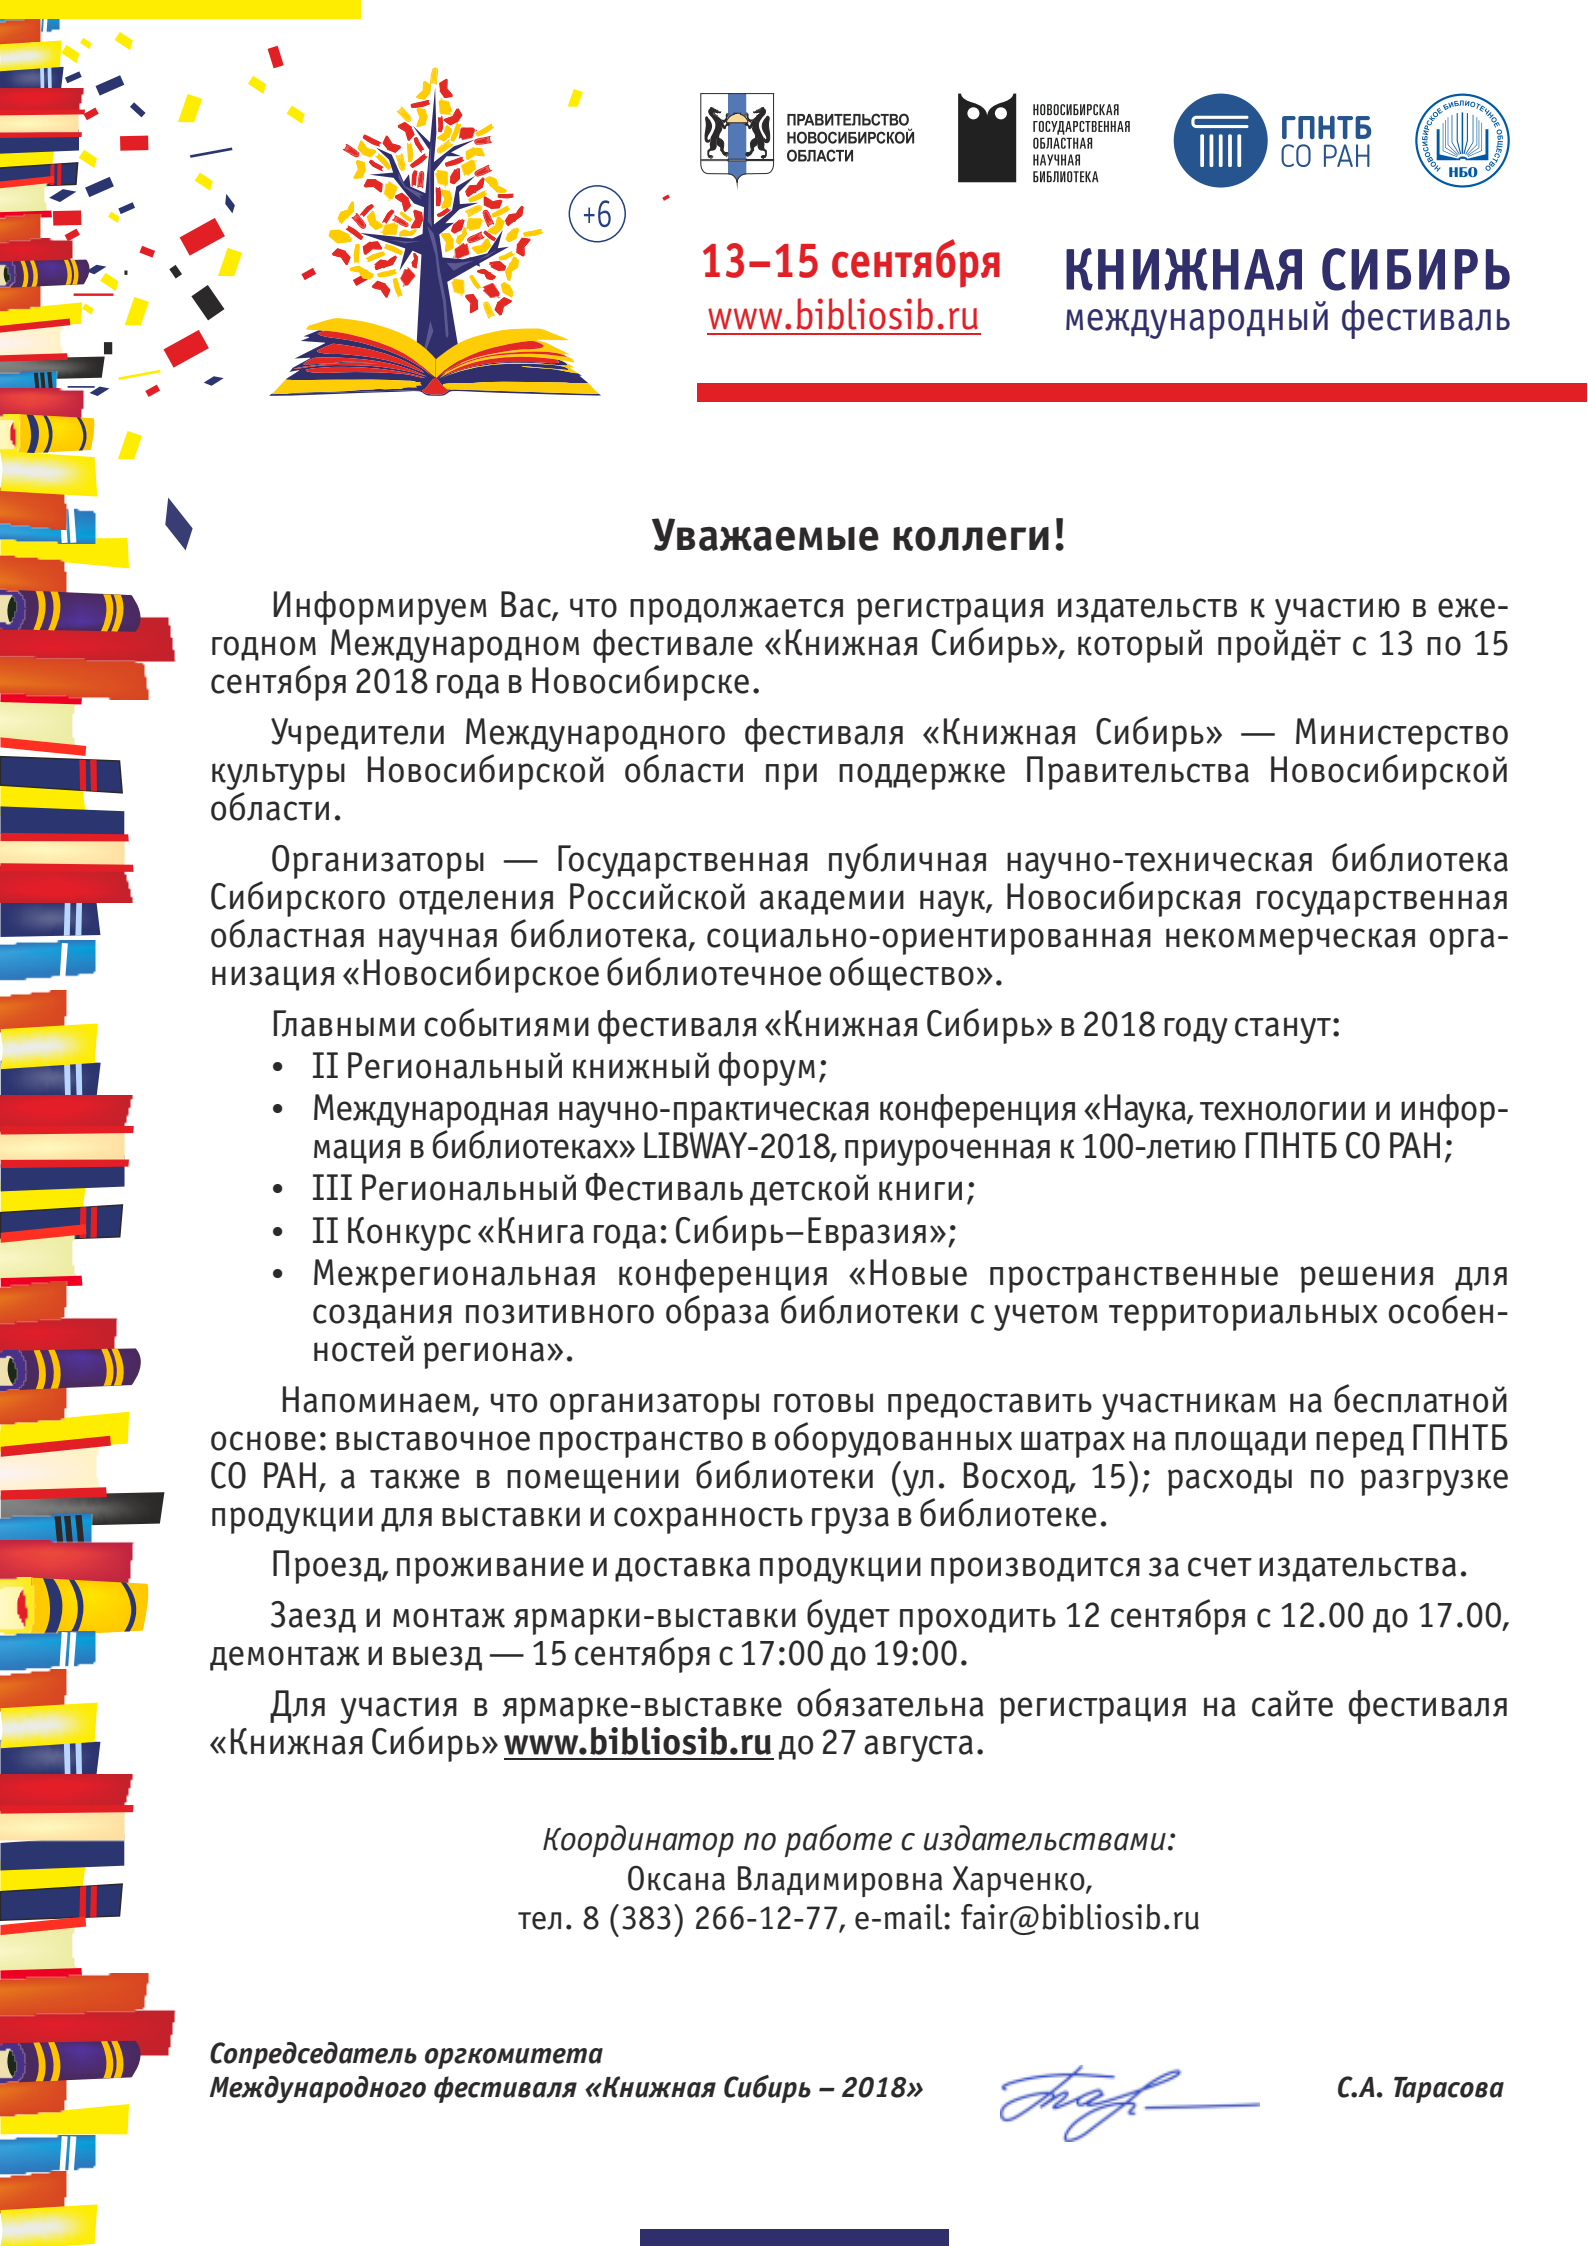 ПРАВИТЕЛЬСТВО
НОВОСИБИРСКОЙ
ОБЛАСТИ
НОВОСИБИРСКАЯ
ГОСУДАРСТВЕННАЯ
ОБЛАСТНАЯ
НАУЧНАЯ
БИБЛИОТЕКА
ГПНТБ
СО РАН
НОВОСИБИРСКОЕ БИБЛИОТЕЧНОЕ ОБЩЕСТВО
НБО
+6
13–15 сентября
www.bibliosib.ru
КНИЖНАЯ СИБИРЬ
международный фестиваль
Уважаемые коллеги!
Информируем Вас, что продолжается регистрация издательств к участию в еже-
годном Международном фестивале «Книжная Сибирь», который пройдёт с 13 по 15
сентября 2018 года в Новосибирске.
Учредители Международного фестиваля «Книжная Сибирь» — Министерство
культуры Новосибирской области при поддержке Правительства Новосибирской
области.
Организаторы — Государственная публичная научно-техническая библиотека
Сибирского отделения Российской академии наук, Новосибирская государственная
областная научная библиотека, социально-ориентированная некоммерческая орга-
низация «Новосибирское библиотечное общество».
Главными событиями фестиваля «Книжная Сибирь» в 2018 году станут:
• II Региональный книжный форум;
• Международная научно-практическая конференция «Наука, технологии и инфор-
мация в библиотеках» LIBWAY-2018, приуроченная к 100-летию ГПНТБ СО РАН;
• III Региональный Фестиваль детской книги;
• II Конкурс «Книга года: Сибирь–Евразия»;
• Межрегиональная конференция «Новые пространственные решения для
создания позитивного образа библиотеки с учетом территориальных особен-
ностей региона».
Напоминаем, что организаторы готовы предоставить участникам на бесплатной
основе: выставочное пространство в оборудованных шатрах на площади перед ГПНТБ
СО РАН, а также в помещении библиотеки (ул. Восход, 15); расходы по разгрузке
продукции для выставки и сохранность груза в библиотеке.
Проезд, проживание и доставка продукции производится за счет издательства.
Заезд и монтаж ярмарки-выставки будет проходить 12 сентября с 12.00 до 17.00,
демонтаж и выезд — 15 сентября с 17:00 до 19:00.
Для участия в ярмарке-выставке обязательна регистрация на сайте фестиваля
«Книжная Сибирь» www.bibliosib.ru до 27 августа.
Координатор по работе с издательствами:
Оксана Владимировна Харченко,
тел. 8 (383) 266-12-77, e-mail: fair@bibliosib.ru
Сопредседатель оргкомитета
Международного фестиваля «Книжная Сибирь – 2018»
С.А. Тарасова